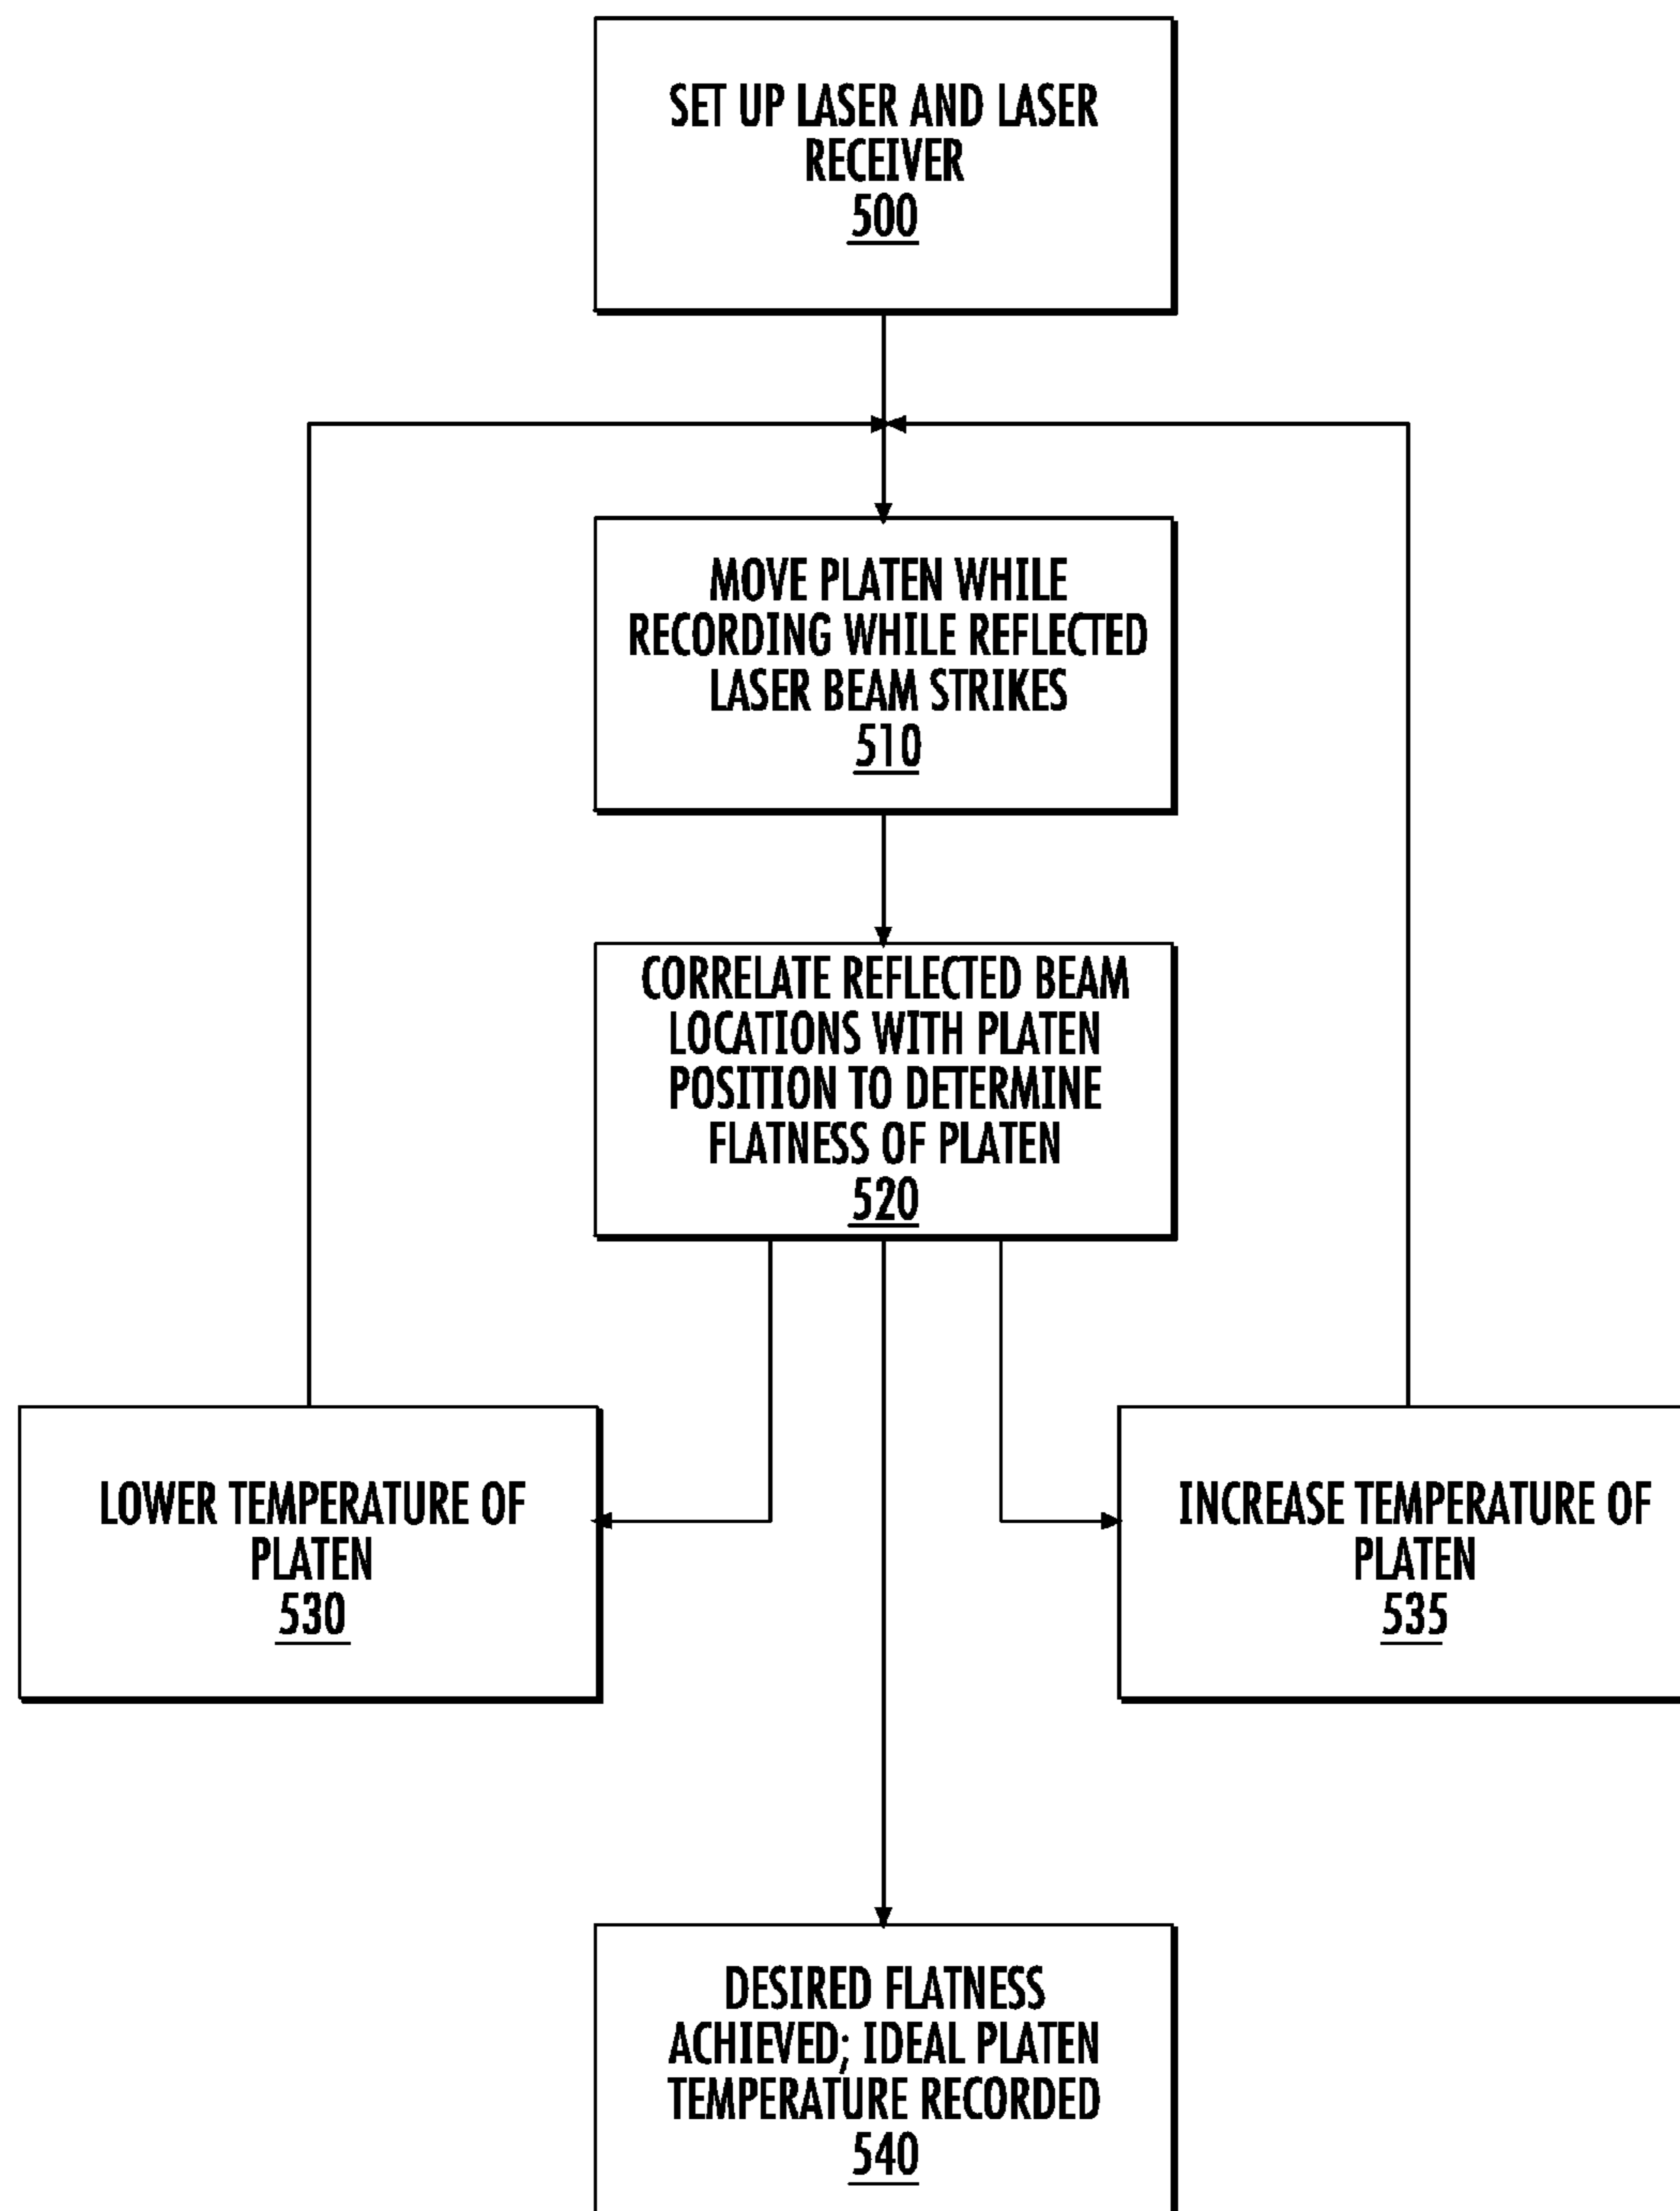 SET UP LASER AND LASER
RECEIVER
500
MOVE PLATEN WHILE
RECORDING WHILE REFLECTED
LASER BEAM STRIKES
510
CORRELATE REFLECTED BEAM
LOCATIONS WITH PLATEN
POSITION TO DETERMINE
FLATNESS OF PLATEN
520
LOWER TEMPERATURE OF
PLATEN
530
INCREASE TEMPERATURE OF
PLATEN
535
DESIRED FLATNESS
ACHIEVED; IDEAL PLATEN
TEMPERATURE RECORDED
540